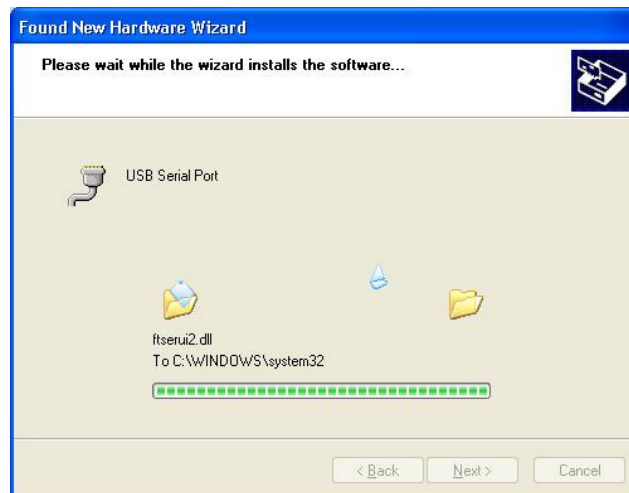 Found New Hardware Wizard
Please wait while the wizard installs the software...
USB Serial Port
ftserui2.dll
To C:\WINDOWS\system32
< Back Next > Cancel